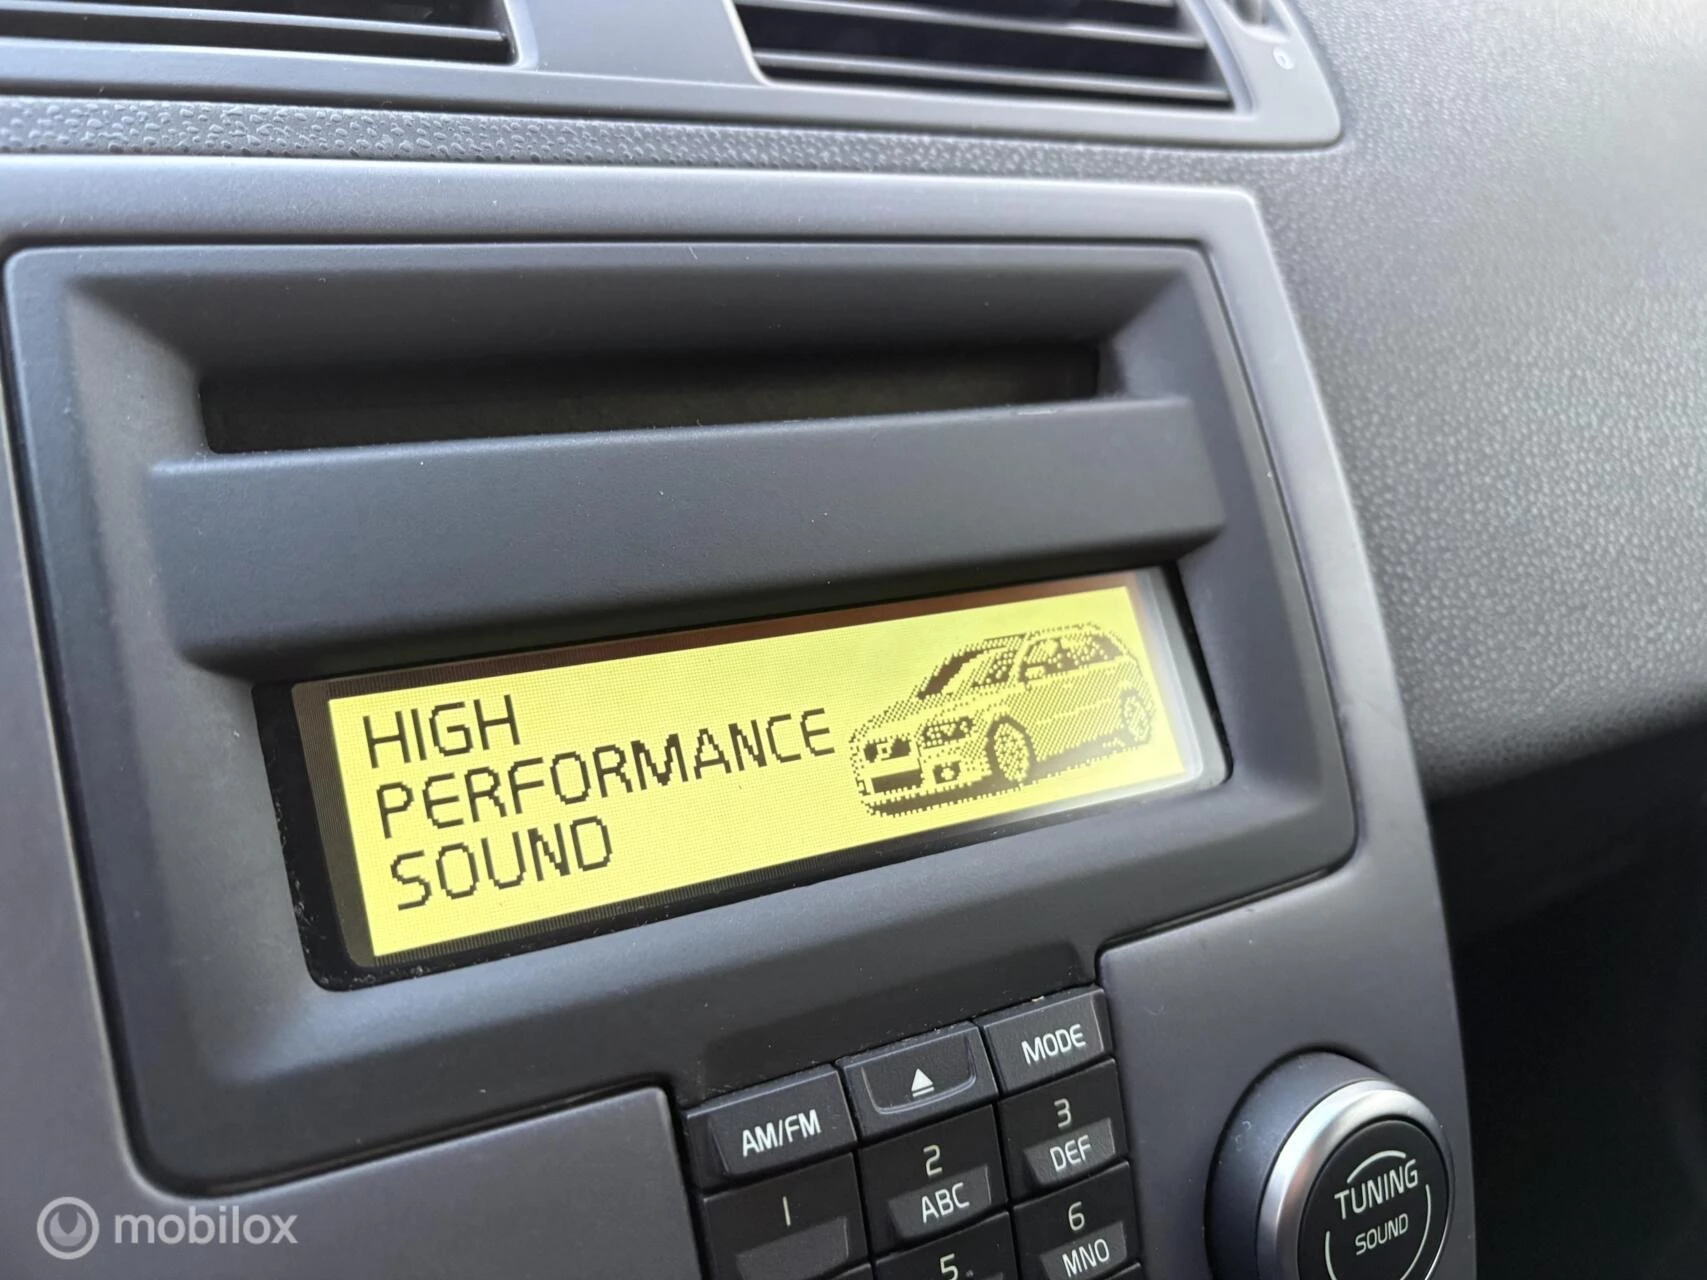 HIGH
PERFORMANCE
SOUND
MODE
AM/FM
3
DEF
2
ABC
1
TUNING
SOUND
6
MNO
5
mobilox